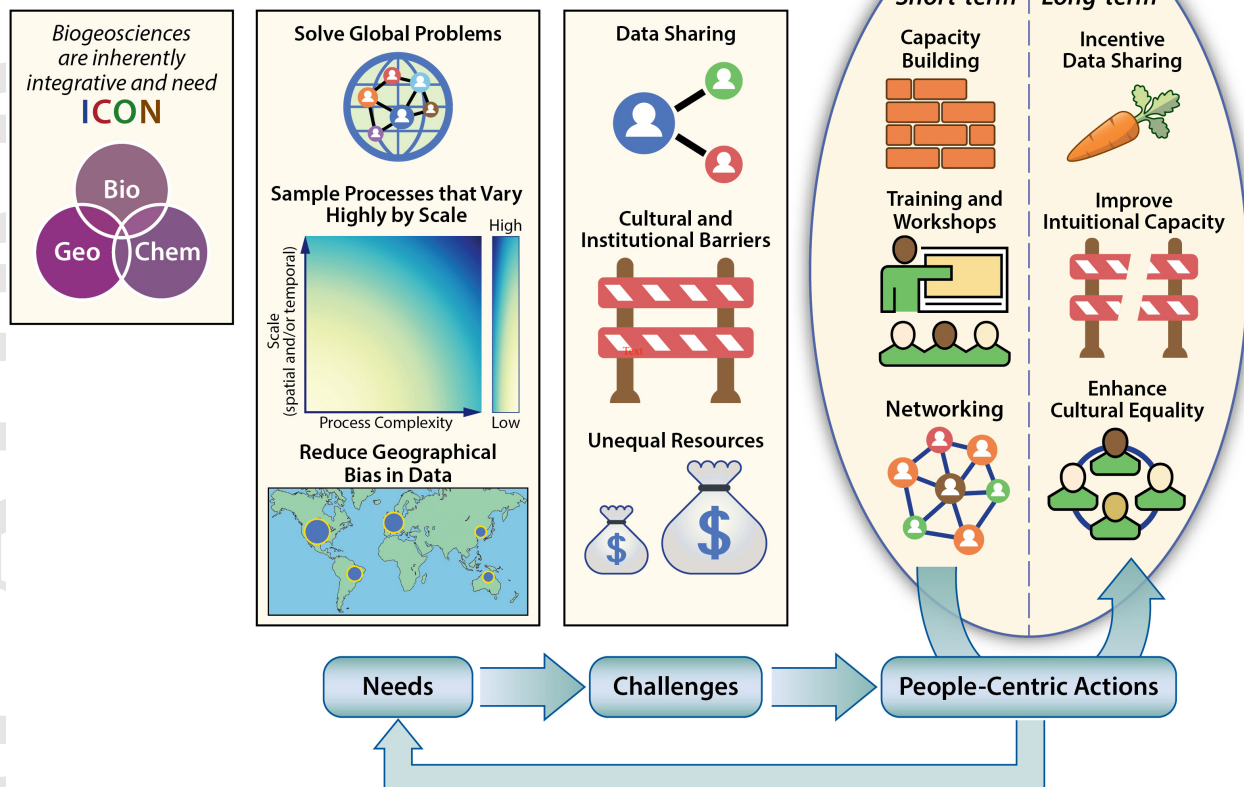 Biogeosciences
are inherently
integrative and need
ICON
Bio
Geo
Chem
Solve Global Problems
Sample Processes that Vary
Highly by Scale
High
Scale
(spatial and/or temporal)
Process Complexity
Low
Reduce Geographical
Bias in Data
Data Sharing
Cultural and
Institutional Barriers
Text
Unequal Resources
$
$
Short-term
Long-term
Capacity
Building
Incentive
Data Sharing
Training and
Workshops
Improve
Intuitional Capacity
Networking
Enhance
Cultural Equality
Needs
Challenges
People-Centric Actions